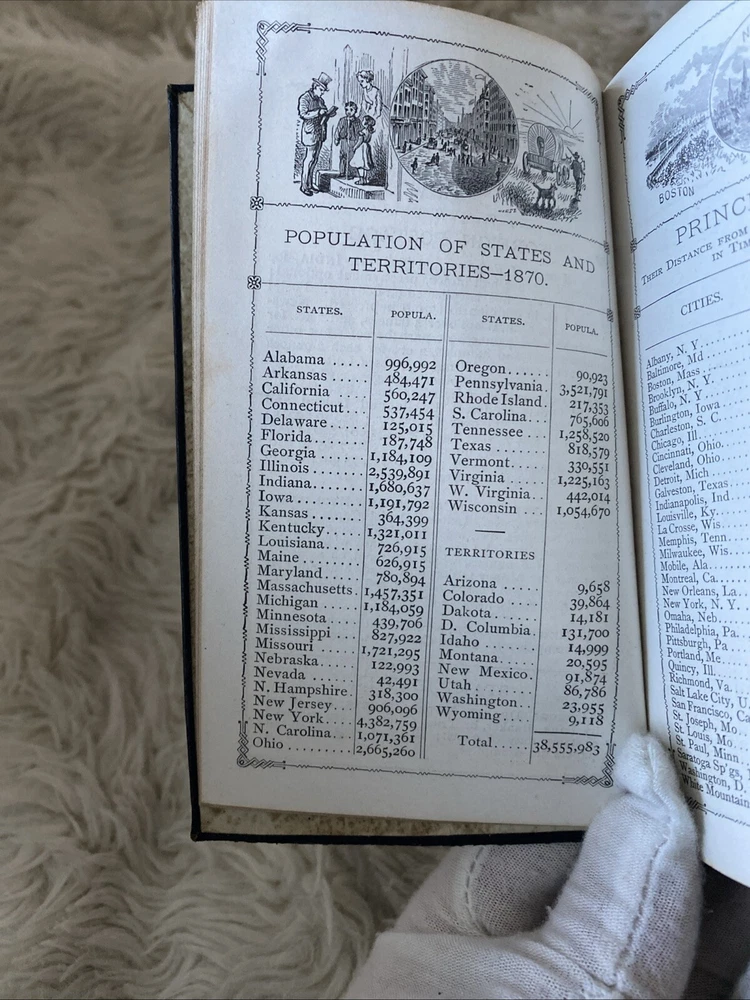 POPULATION OF STATES AND
TERRITORIES—1870.
STATES. POPULA.
Alabama ..... 996,992
Arkansas ..... 484,471
California ..... 560,247
Connecticut ... 537,454
Delaware ..... 125,015
Florida ...... 187,748
Georgia ...... 1,184,109
Illinois ....... 2,539,891
Indiana ....... 1,680,637
Iowa ......... 1,191,792
Kansas ....... 364,399
Kentucky ..... 1,321,011
Louisiana ..... 726,915
Maine ....... 626,915
Maryland ..... 780,894
Massachusetts . 1,457,351
Michigan ..... 1,184,059
Minnesota .... 439,706
Mississippi ... 827,922
Missouri ..... 1,721,295
Nebraska ..... 122,993
Nevada ...... 42,491
N. Hampshire . 318,300
New Jersey ... 906,096
New York .... 4,382,759
N. Carolina ... 1,071,361
Ohio ......... 2,665,260
STATES. POPULA.
Oregon ...... 90,923
Pennsylvania . 3,521,791
Rhode Island . 217,353
S. Carolina ... 765,606
Tennessee ... 1,258,520
Texas ....... 818,579
Vermont .... 330,551
Virginia ..... 1,225,163
W. Virginia .. 442,014
Wisconsin ... 1,054,670
TERRITORIES
Arizona ..... 9,658
Colorado .... 39,864
Dakota ...... 14,181
D. Columbia . 131,700
Idaho ....... 14,999
Montana ..... 20,595
New Mexico . 91,874
Utah ........ 86,786
Washington .. 23,955
Wyoming .... 9,118
Total ..... 38,555,983
BOSTON
THEIR DISTANCE FROM
IN
CITIES.
Albany, N. Y
Baltimore, Md
Boston, Mass
Brooklyn, N. Y.
Buffalo, N. Y
Burlington, Iowa
Charleston, S. C.
Chicago, Ill
Cincinnati, Ohio.
Cleveland, Ohio
Detroit, Mich
Galveston, Texas
Indianapolis, Ind
Louisville, Ky.
La Crosse, Wis
Memphis, Tenn
Milwaukee, Wis
Mobile, Ala
Montreal, Ca.
New Orleans, La.
New York, N. Y.
Omaha, Neb
Philadelphia, Pa.
Pittsburg, Pa
Portland, Me
Quincy, Ill.
Richmond, Va.
Salt Lake City, U
San Francisco, Ca
St. Joseph, Mo
St. Louis, Mo
St. Paul, Minn
Saratoga Sp'gs,
Washington, D.
White Mountain